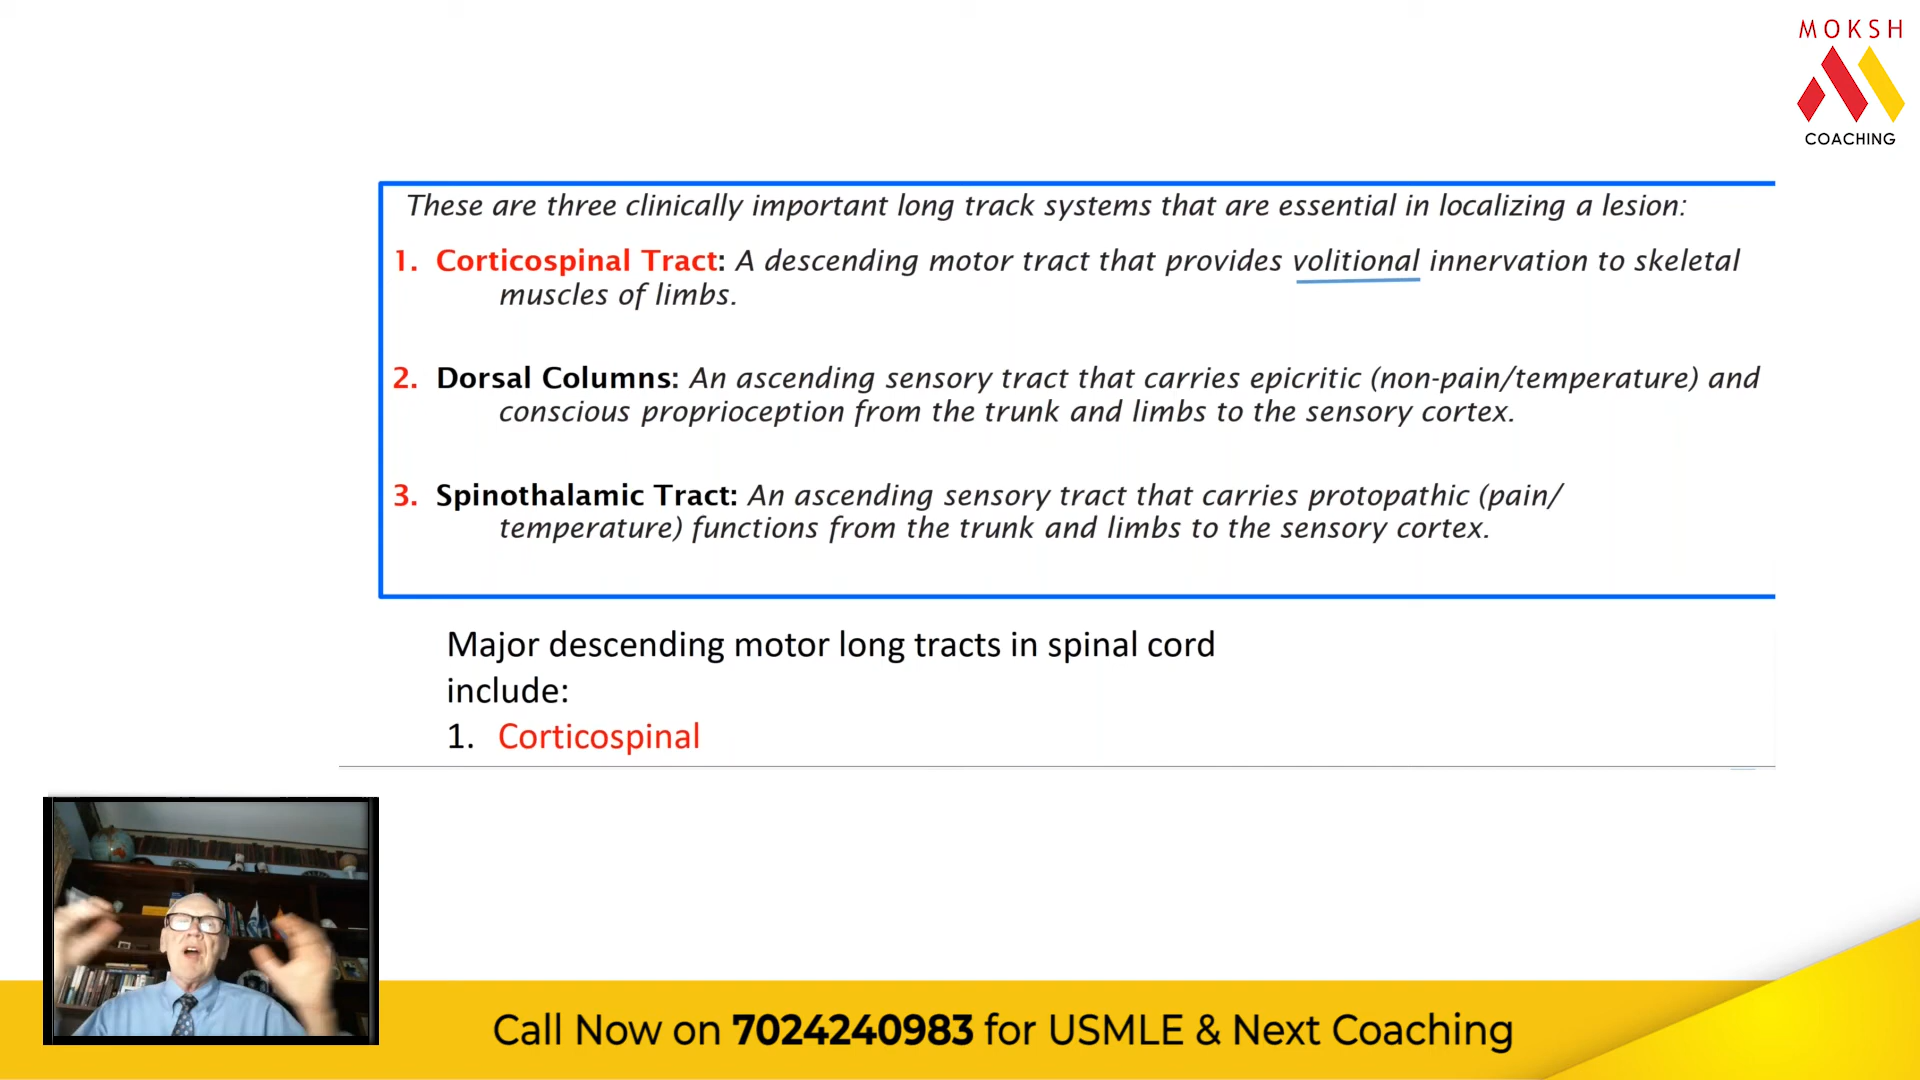 MOKSH
COACHING
These are three clinically important long track systems that are essential in localizing a lesion:
1. Corticospinal Tract: A descending motor tract that provides volitional innervation to skeletal
muscles of limbs.
2. Dorsal Columns: An ascending sensory tract that carries epicritic (non-pain/temperature) and
conscious proprioception from the trunk and limbs to the sensory cortex.
3. Spinothalamic Tract: An ascending sensory tract that carries protopathic (pain/
temperature) functions from the trunk and limbs to the sensory cortex.
Major descending motor long tracts in spinal cord
include:
1. Corticospinal
Call Now on 7024240983 for USMLE & Next Coaching